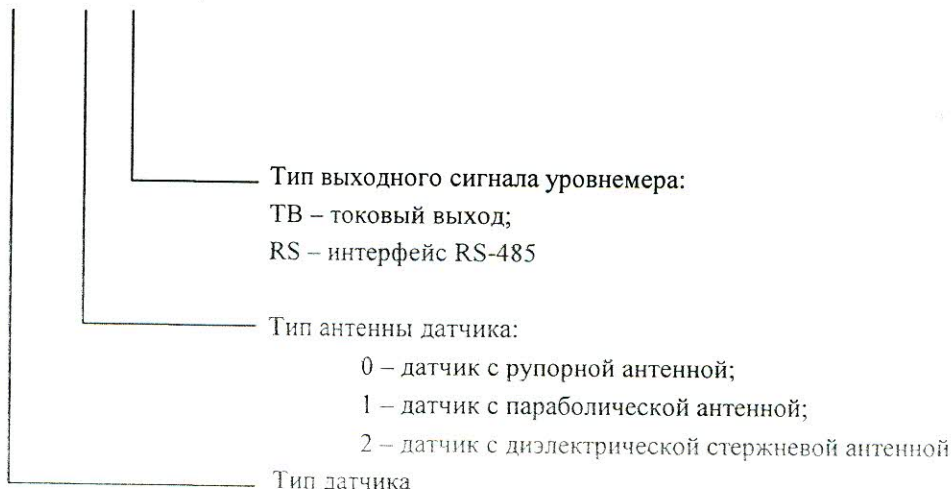 Тип выходного сигнала уровнемера:
ТВ – токовый выход;
RS – интерфейс RS-485
Тип антенны датчика:
0 – датчик с рупорной антенной;
1 – датчик с параболической антенной;
2 – датчик с диэлектрической стержневой антенной
Тип датчика